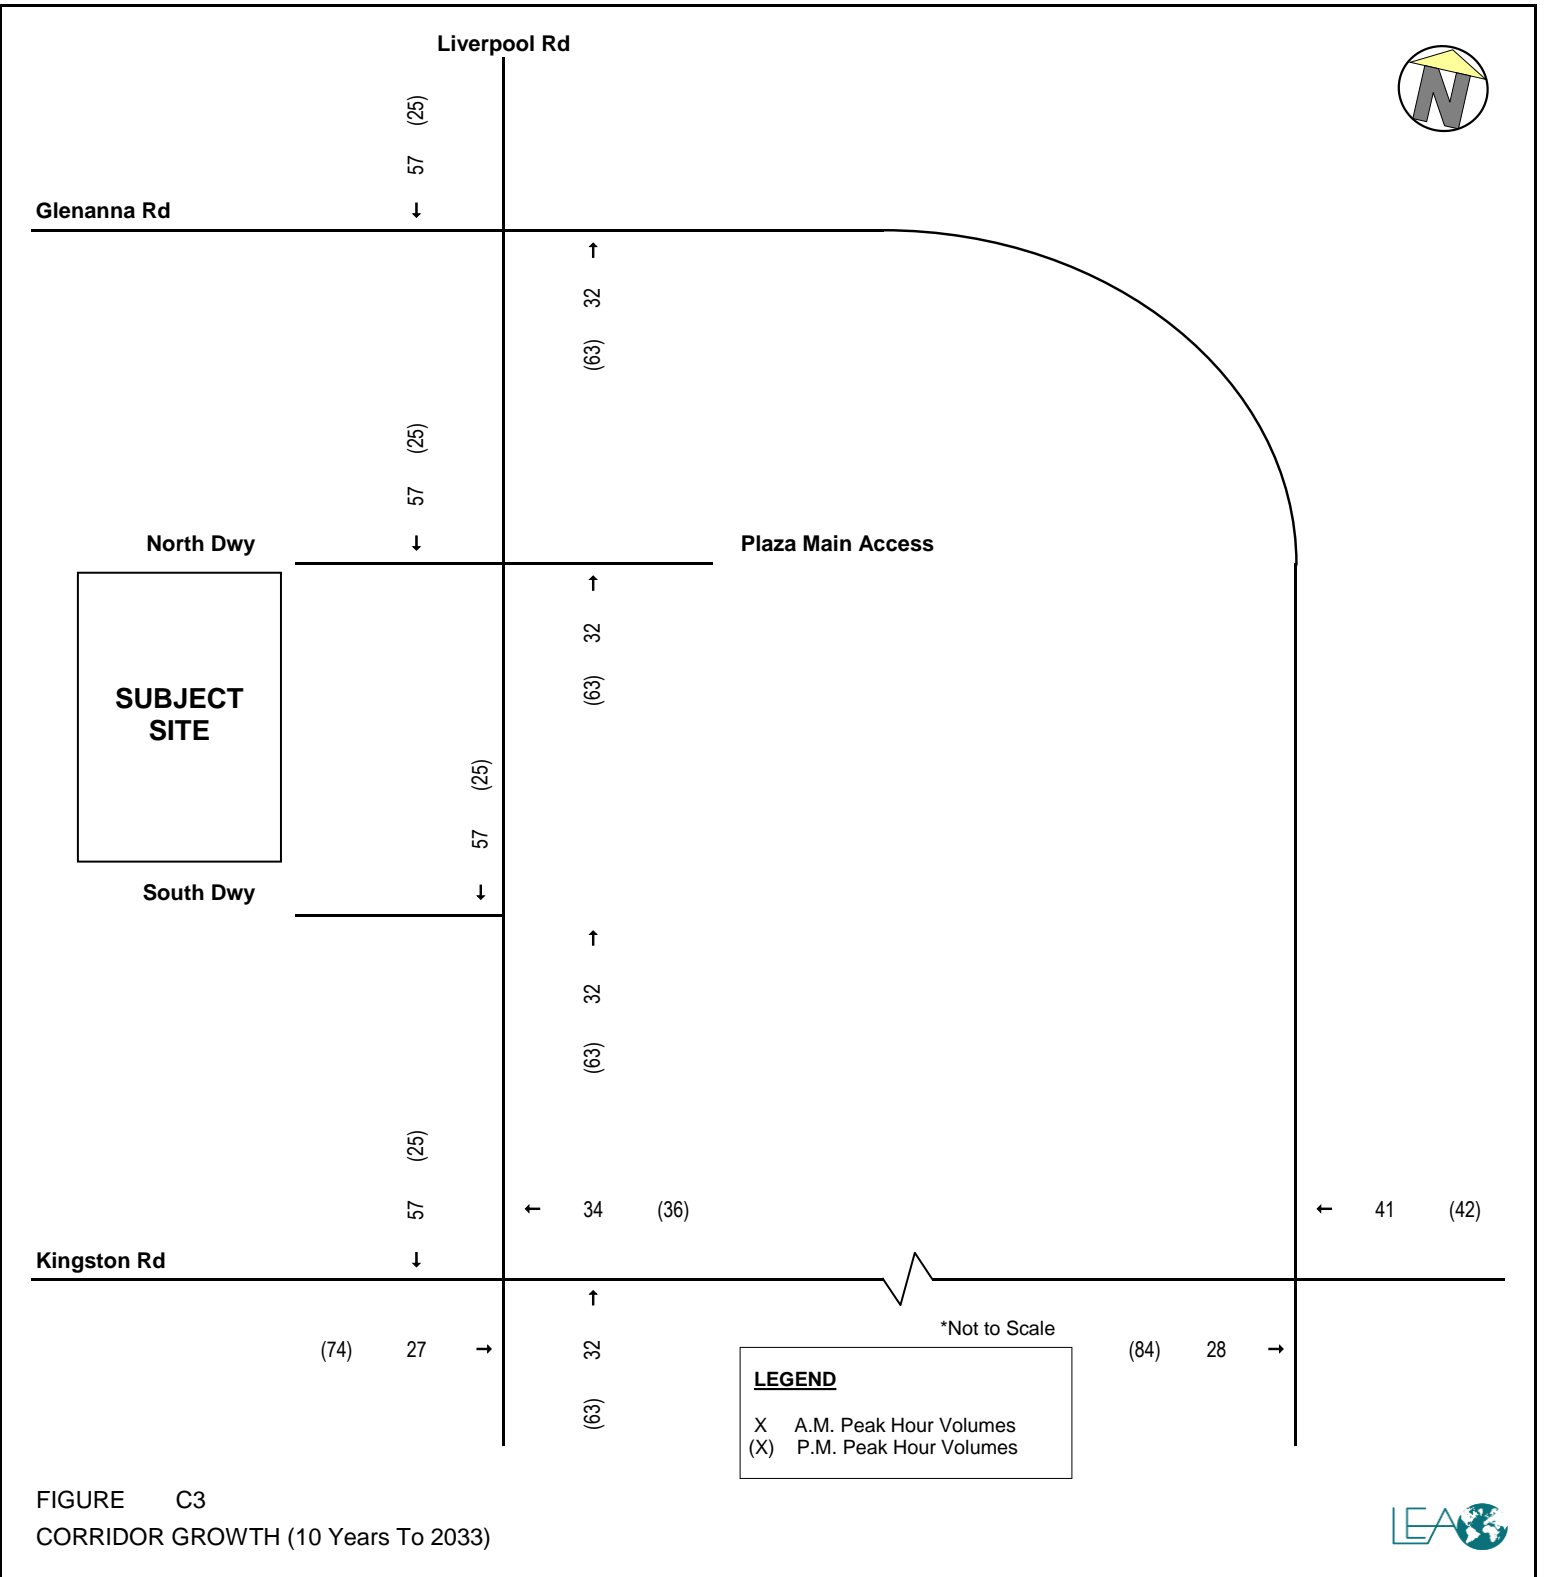 Liverpool Rd
N
(25)
57
↓
Glenanna Rd
↑
32
(63)
(25)
57
↓
North Dwy
Plaza Main Access
↑
32
(63)
SUBJECT
SITE
(25)
57
↓
South Dwy
↑
32
(63)
(25)
57
↓
← 34 (36)
← 41 (42)
Kingston Rd
↑
32
(63)
(74) 27 →
*Not to Scale
(84) 28 →
LEGEND
X A.M. Peak Hour Volumes
(X) P.M. Peak Hour Volumes
FIGURE C3
CORRIDOR GROWTH (10 Years To 2033)
LEA